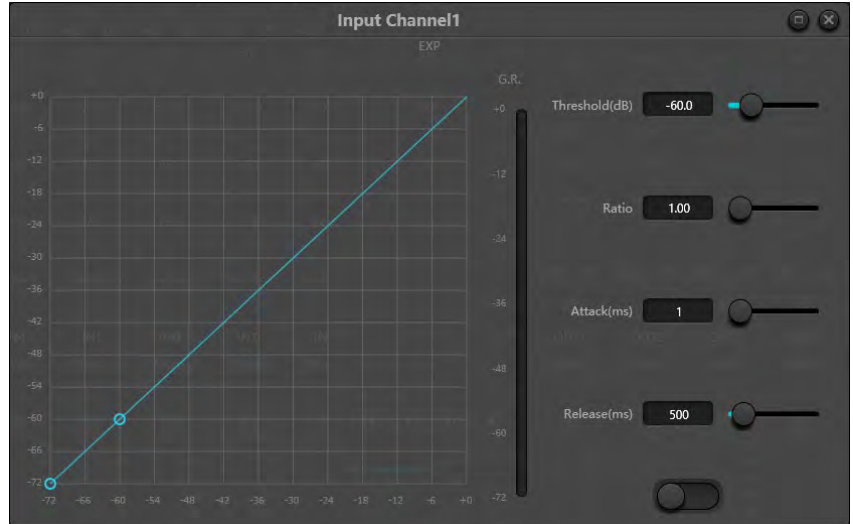 Input Channel1
EXP
G.R.
+0
-6
-12
-18
-24
-30
-36
-42
-48
-54
-60
-66
-72
-72 -66 -60 -54 -48 -42 -36 -30 -24 -18 -12 -6 +0
+0
-12
-24
-36
-48
-60
-72
Threshold(dB) -60.0
Ratio 1.00
Attack(ms) 1
Release(ms) 500